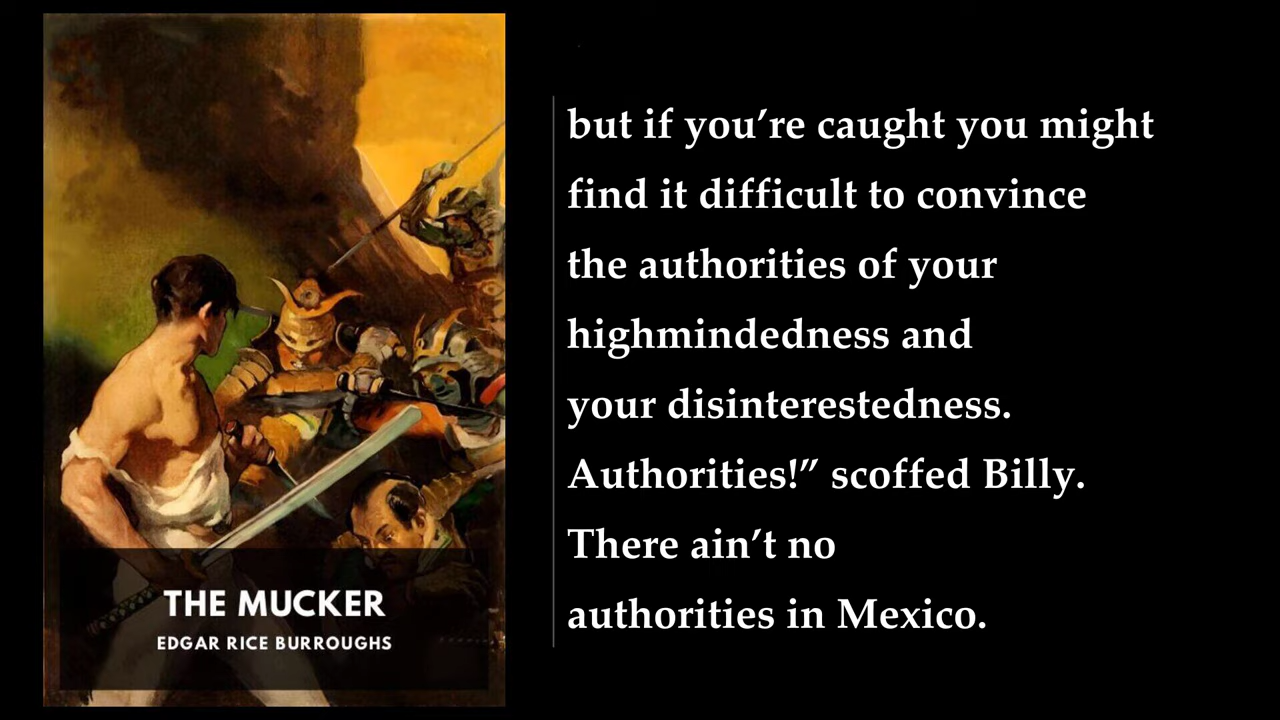 THE MUCKER
EDGAR RICE BURROUGHS
but if you’re caught you might
find it difficult to convince
the authorities of your
highmindedness and
your disinterestedness.
Authorities!” scoffed Billy.
There ain’t no
authorities in Mexico.